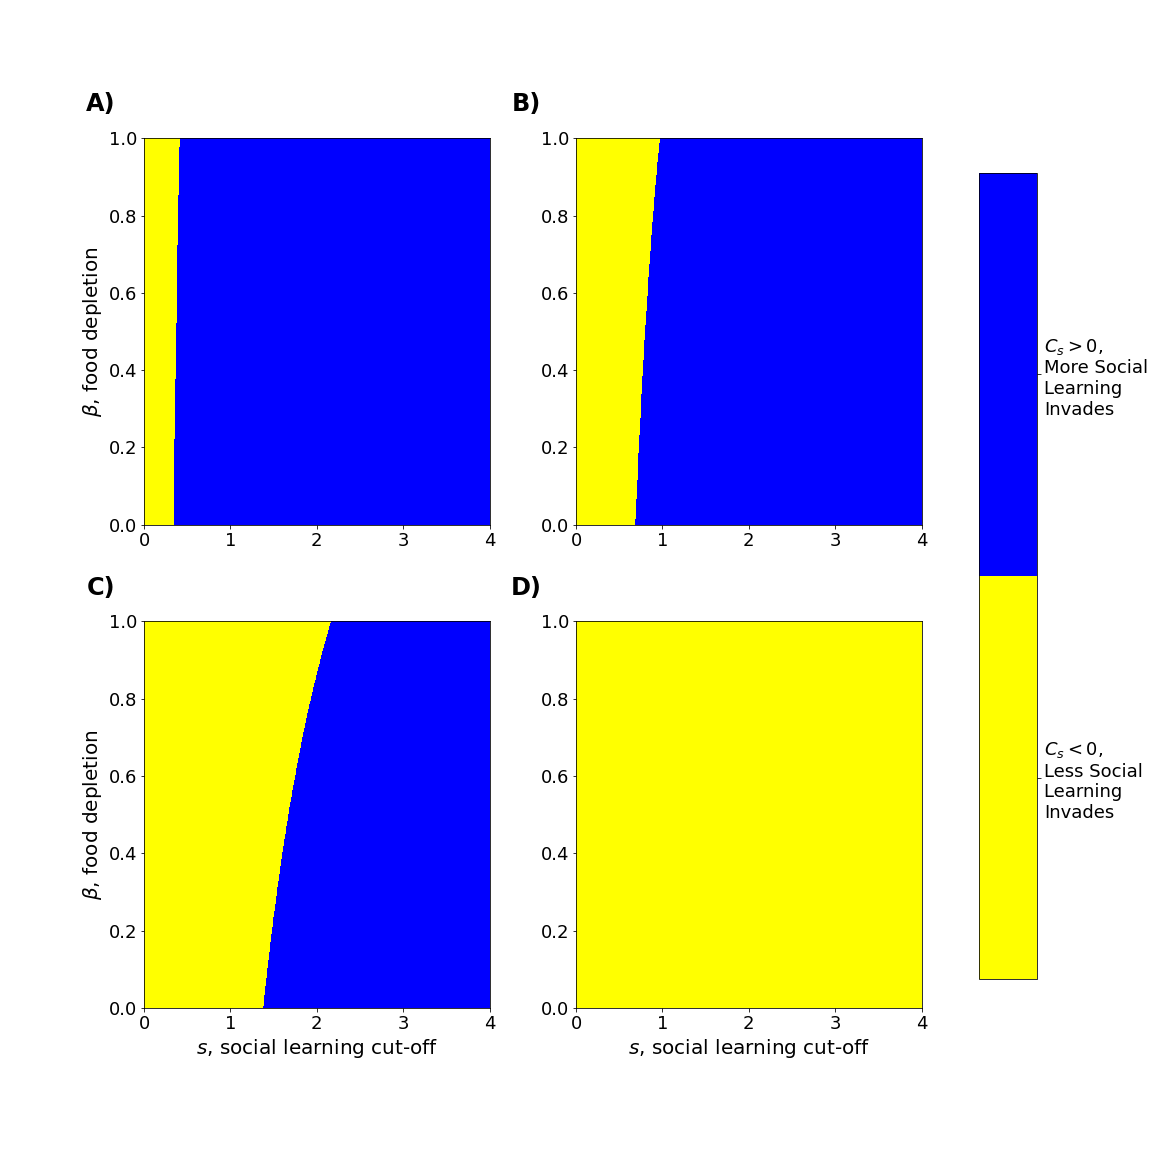 A)
B)
1.0
0.8
0.6
0.4
0.2
0.0
β, food depletion
0 1 2 3 4
1.0
0.8
0.6
0.4
0.2
0.0
0 1 2 3 4
C)
D)
1.0
0.8
0.6
0.4
0.2
0.0
β, food depletion
0 1 2 3 4
s, social learning cut-off
1.0
0.8
0.6
0.4
0.2
0.0
0 1 2 3 4
s, social learning cut-off
Cₛ > 0,
More Social
Learning
Invades
Cₛ < 0,
Less Social
Learning
Invades